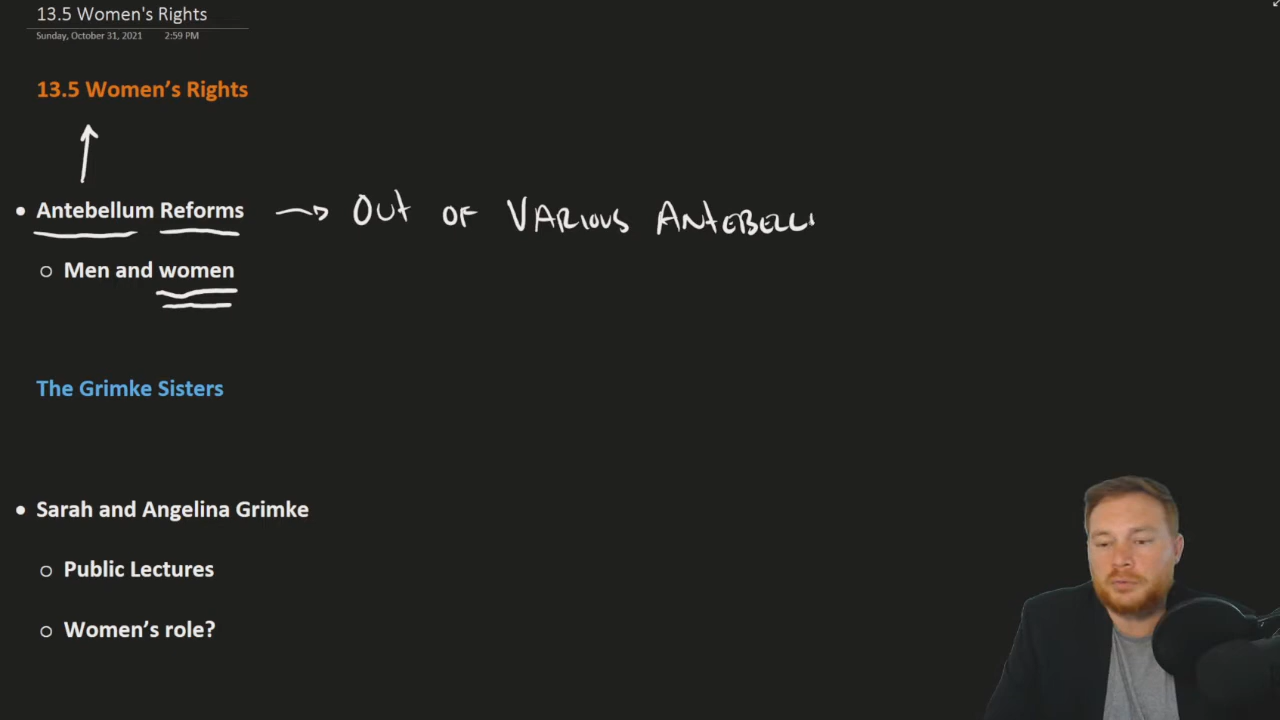 13.5 Women's Rights
Sunday, October 31, 2021 2:59 PM
13.5 Women's Rights
• Antebellum Reforms → OUT OF VARIOUS ANTEBELL
○ Men and women
The Grimke Sisters
• Sarah and Angelina Grimke
○ Public Lectures
○ Women's role?